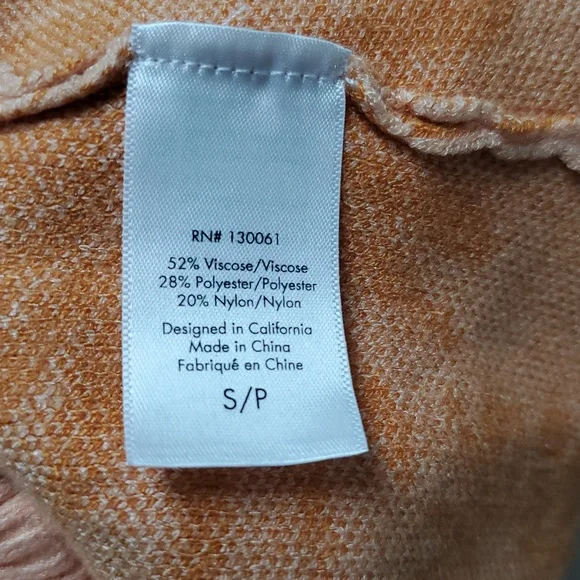 RN# 130061
52% Viscose/Viscose
28% Polyester/Polyester
20% Nylon/Nylon
Designed in California
Made in China
Fabriqué en Chine
S/P